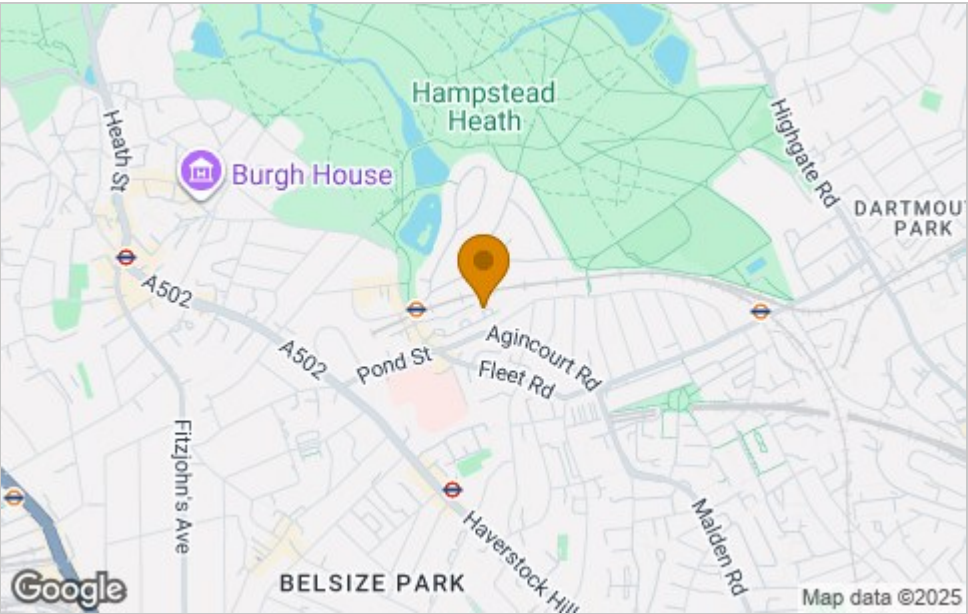 Hampstead
Heath
Heath St
Burgh House
Highgate Rd
DARTMOU
PARK
A502
A502
Pond St
Agincourt Rd
Fleet Rd
Fitzjohn's Ave
Haverstock Hill
Malden Rd
BELSIZE PARK
Google
Map data ©2025